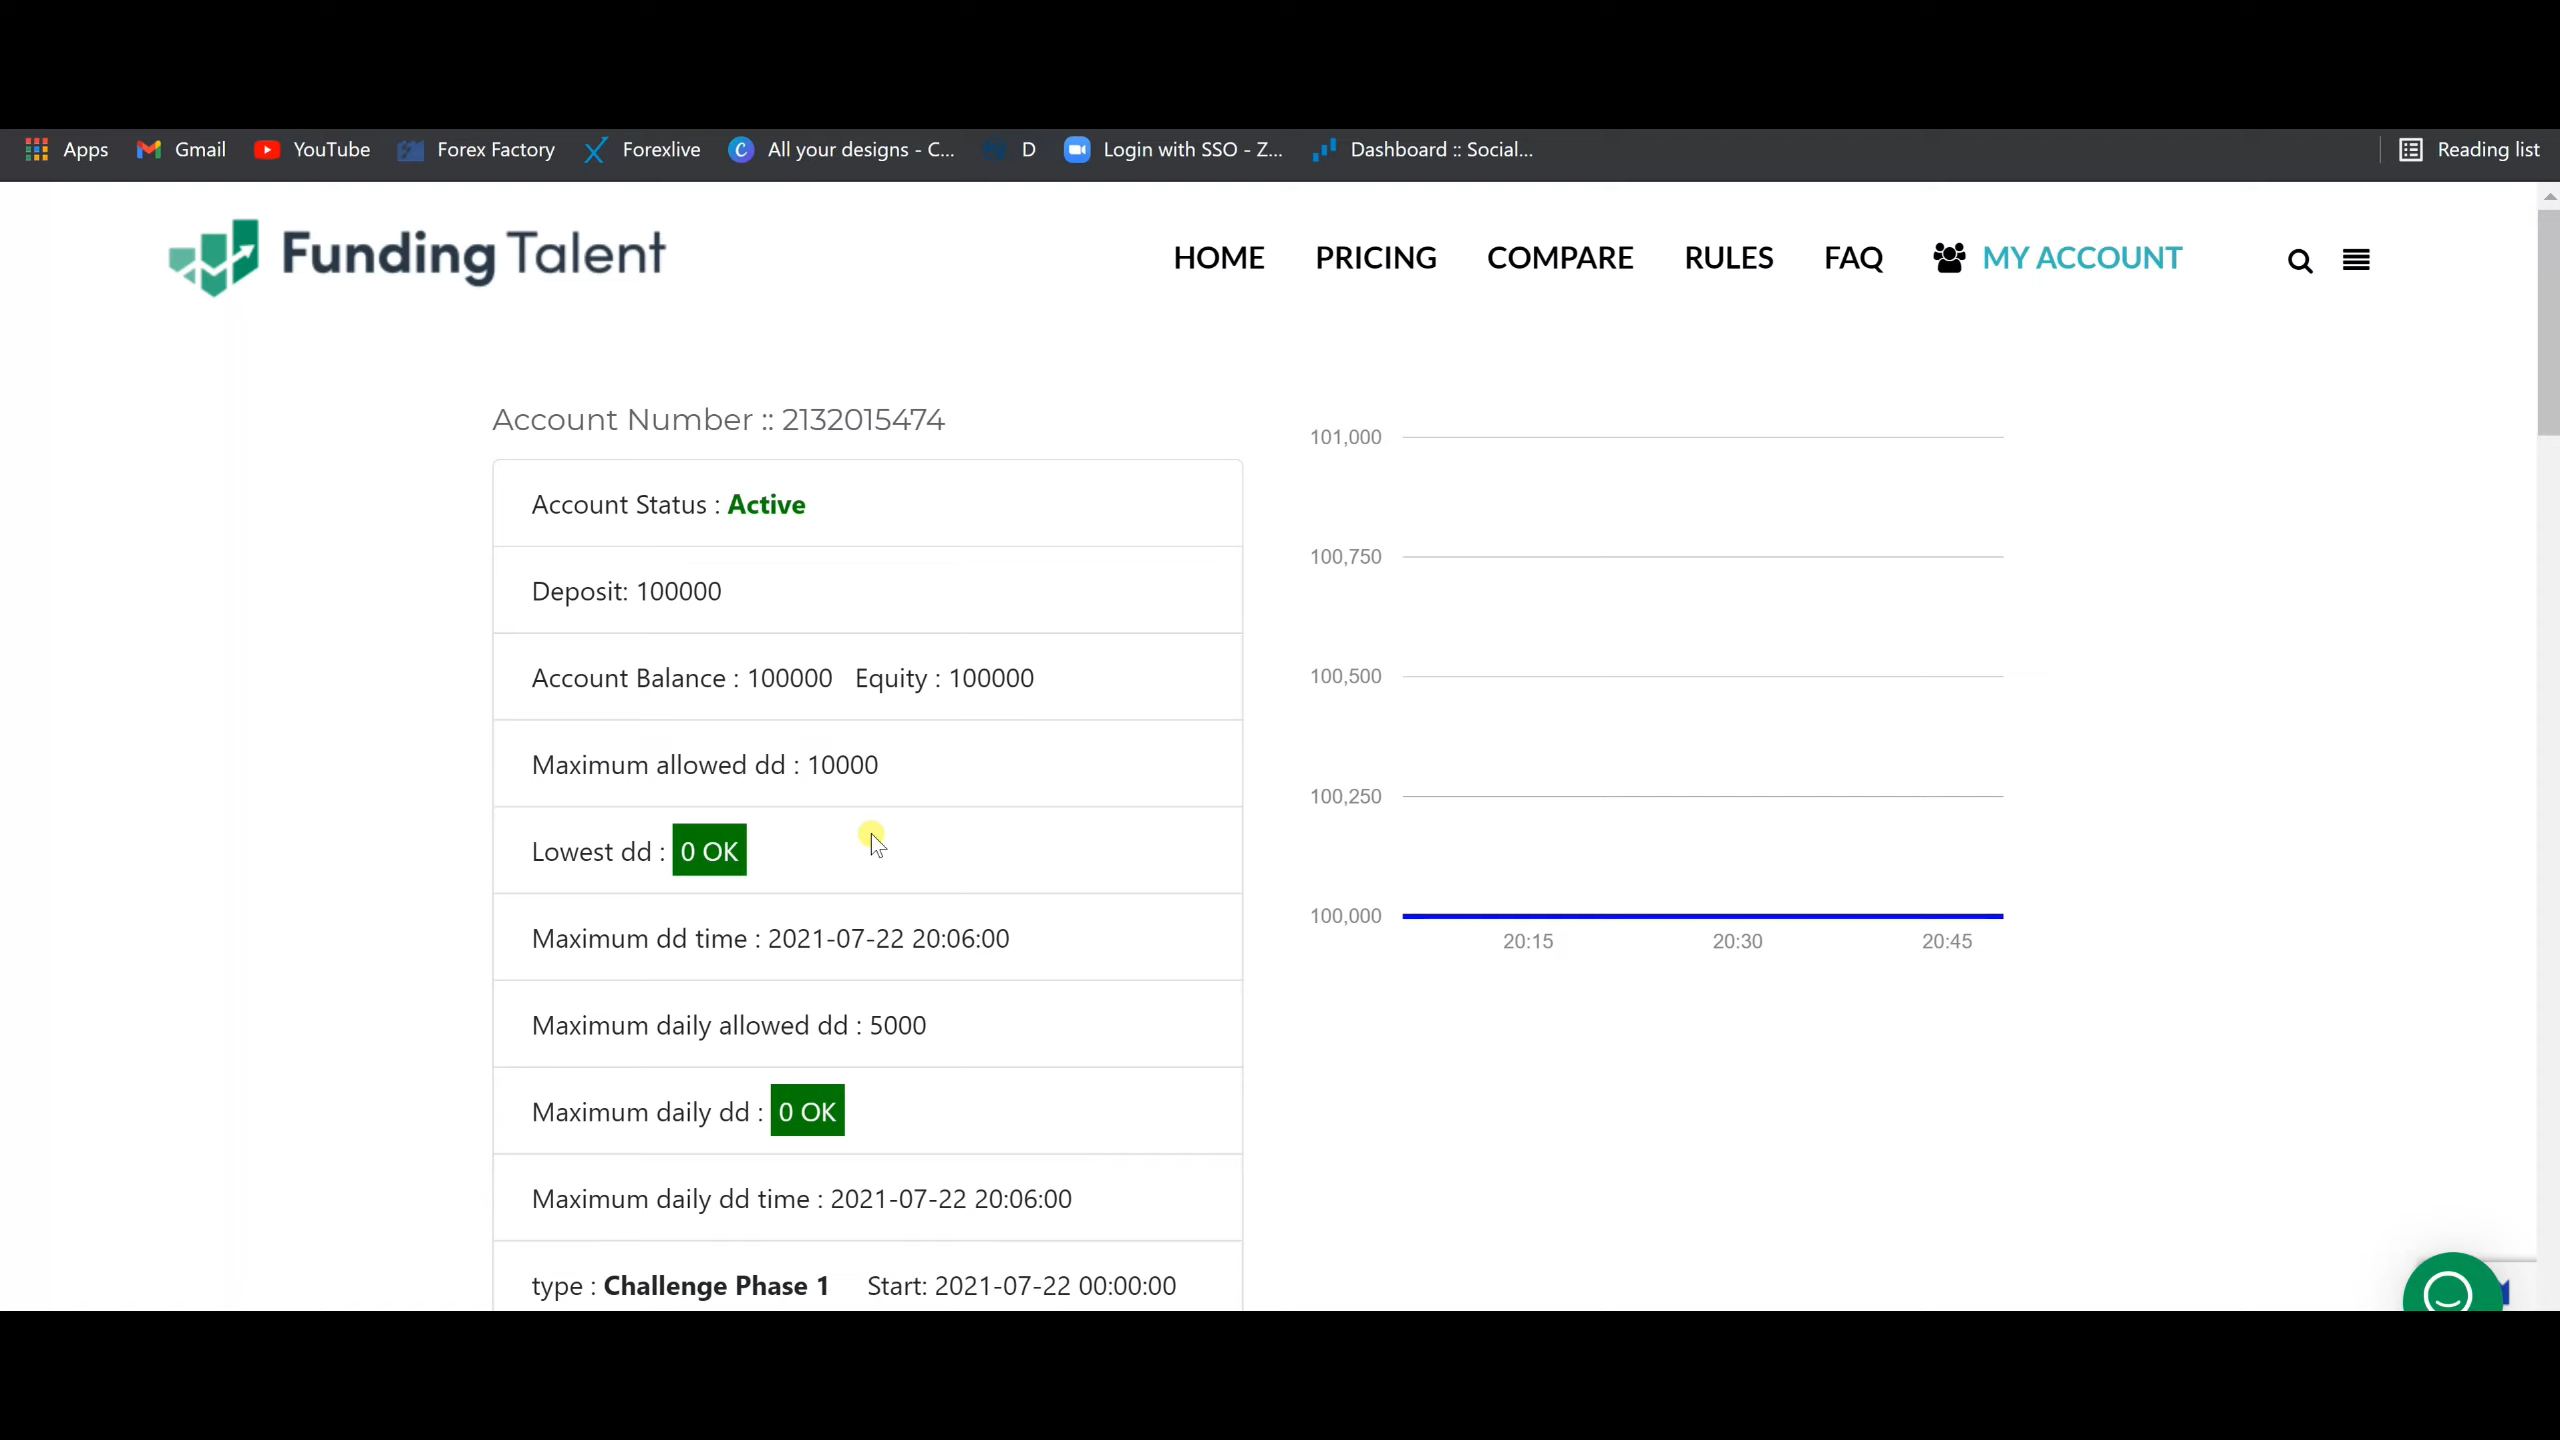 Apps Gmail YouTube Forex Factory Forexlive All your designs - C... D Login with SSO - Z... Dashboard :: Social... Reading list
Funding Talent
HOME PRICING COMPARE RULES FAQ MY ACCOUNT
Account Number :: 2132015474
Account Status : Active
Deposit: 100000
Account Balance : 100000 Equity : 100000
Maximum allowed dd : 10000
Lowest dd : 0 OK
Maximum dd time : 2021-07-22 20:06:00
Maximum daily allowed dd : 5000
Maximum daily dd : 0 OK
Maximum daily dd time : 2021-07-22 20:06:00
type : Challenge Phase 1 Start: 2021-07-22 00:00:00
101,000
100,750
100,500
100,250
100,000
20:15 20:30 20:45